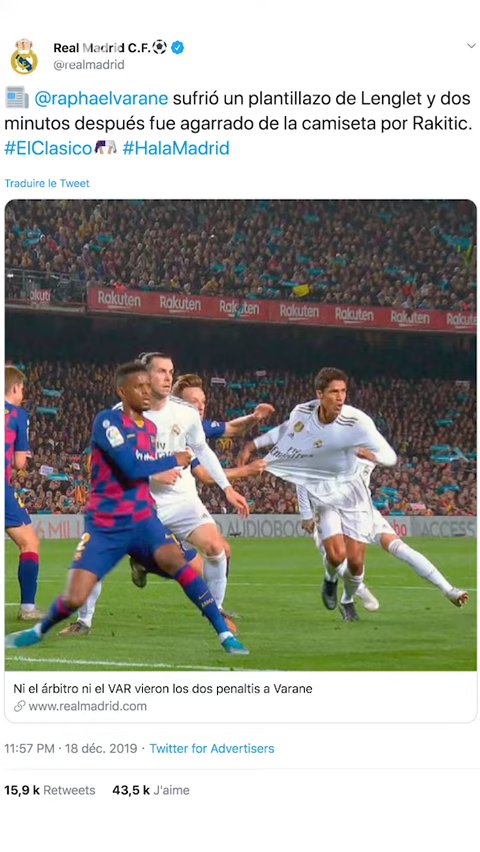 Real Madrid C.F.⚽
@realmadrid
📰 @raphaelvarane sufrió un plantillazo de Lenglet y dos
minutos después fue agarrado de la camiseta por Rakitic.
#ElClasico #HalaMadrid
Traduire le Tweet
Rakuten Rakuten Rakuten Rakuten Rakuten Rakuten
AUDIOBOO ACCESS
Ni el árbitro ni el VAR vieron los dos penaltis a Varane
www.realmadrid.com
11:57 PM · 18 déc. 2019 · Twitter for Advertisers
15,9 k Retweets 43,5 k J'aime